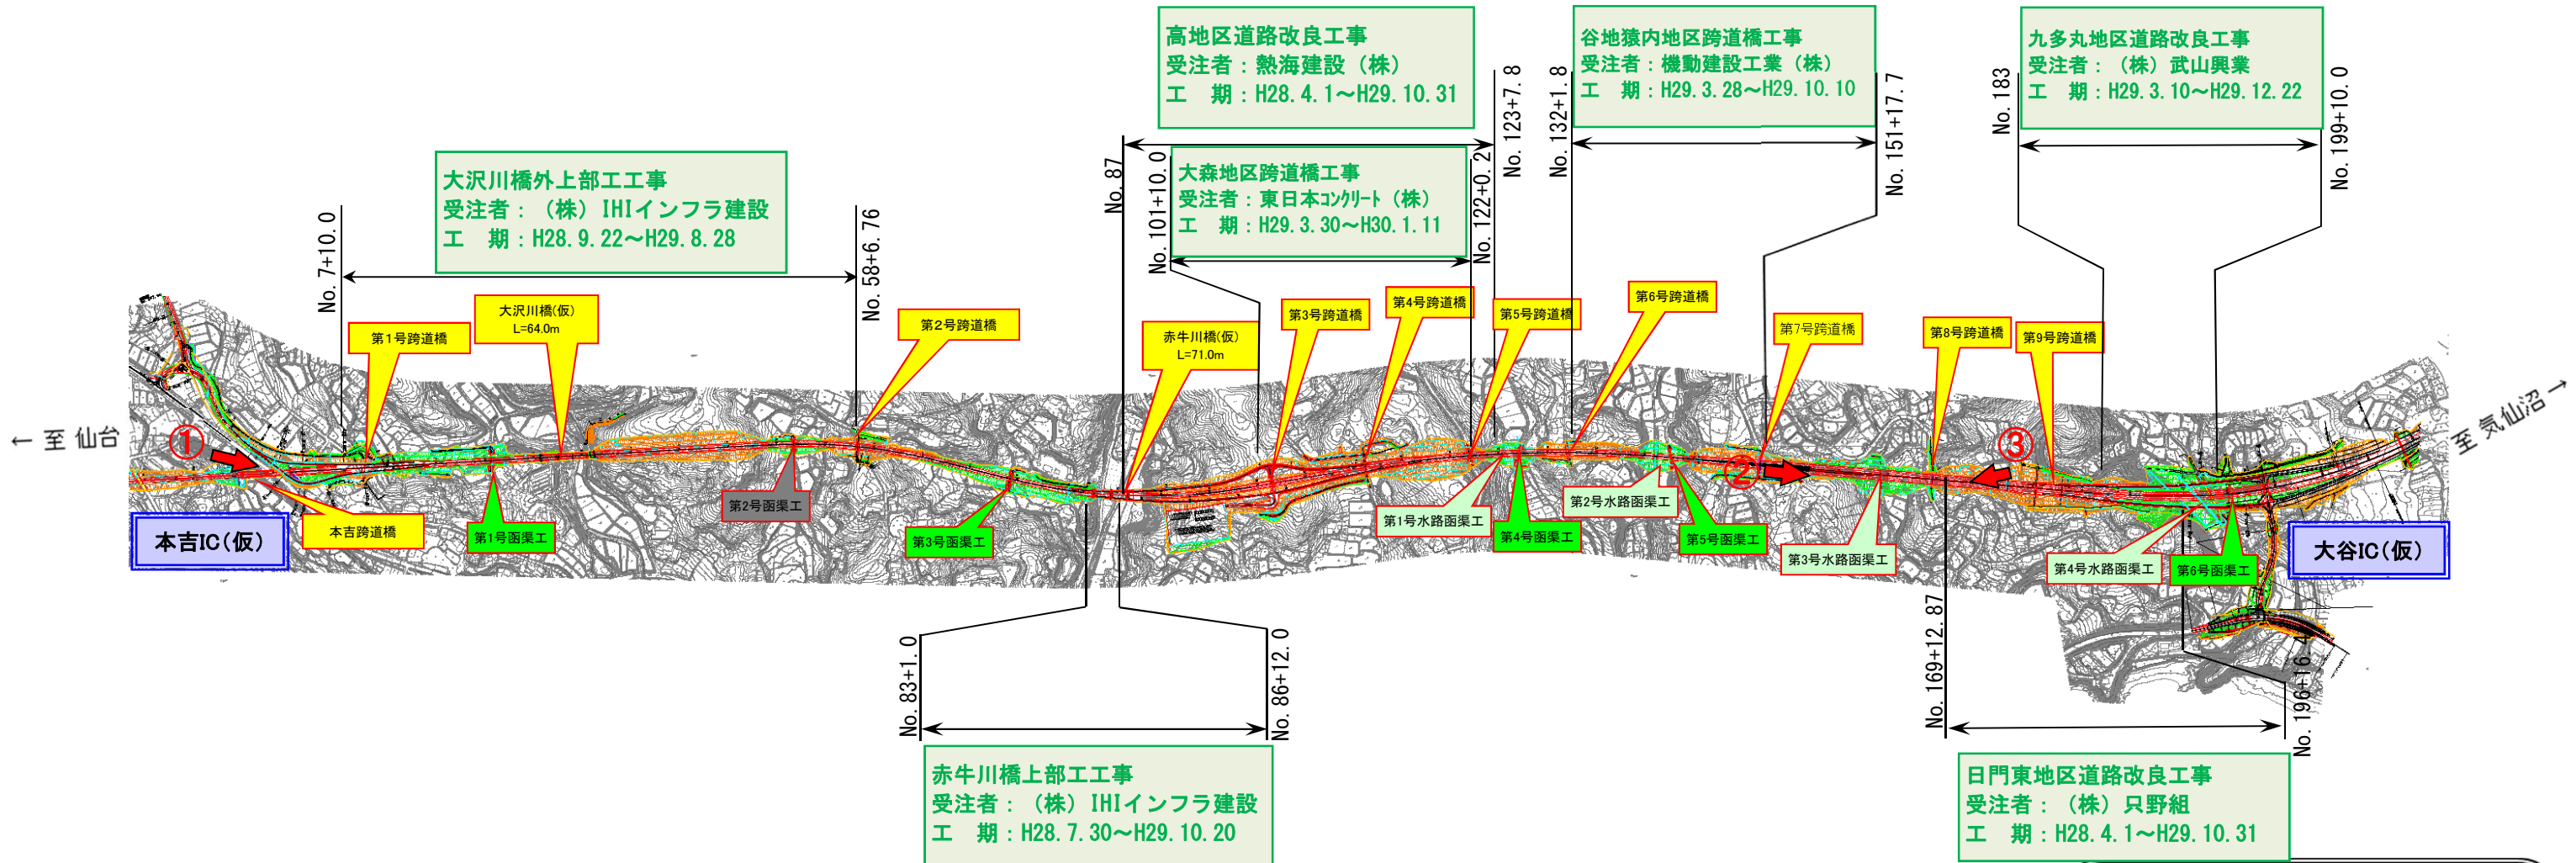 高地区道路改良工事
受注者：熱海建設（株）
工　期：H28.4.1～H29.10.31
谷地猿内地区跨道橋工事
受注者：機動建設工業（株）
工　期：H29.3.28～H29.10.10
九多丸地区道路改良工事
受注者：（株）武山興業
工　期：H29.3.10～H29.12.22
大沢川橋外上部工工事
受注者：（株）IHIインフラ建設
工　期：H28.9.22～H29.8.28
大森地区跨道橋工事
受注者：東日本ｺﾝｸﾘｰﾄ（株）
工　期：H29.3.30～H30.1.11
No.7+10.0
No.58+6.76
No.87
No.101+10.0
No.122+0.2
No.123+7.8
No.132+1.8
No.151+17.7
No.183
No.199+10.0
第1号跨道橋
大沢川橋(仮)
L=64.0m
第2号跨道橋
赤牛川橋(仮)
L=71.0m
第3号跨道橋
第4号跨道橋
第5号跨道橋
第6号跨道橋
第7号跨道橋
第8号跨道橋
第9号跨道橋
← 至 仙台
至 気仙沼 →
①
②
③
本吉IC(仮)
本吉跨道橋
第1号函渠工
第2号函渠工
第3号函渠工
第1号水路函渠工
第4号函渠工
第2号水路函渠工
第5号函渠工
第3号水路函渠工
第4号水路函渠工
第6号函渠工
大谷IC(仮)
No.83+1.0
No.86+12.0
No.169+12.87
No.196+16.4
赤牛川橋上部工工事
受注者：（株）IHIインフラ建設
工　期：H28.7.30～H29.10.20
日門東地区道路改良工事
受注者：（株）只野組
工　期：H28.4.1～H29.10.31